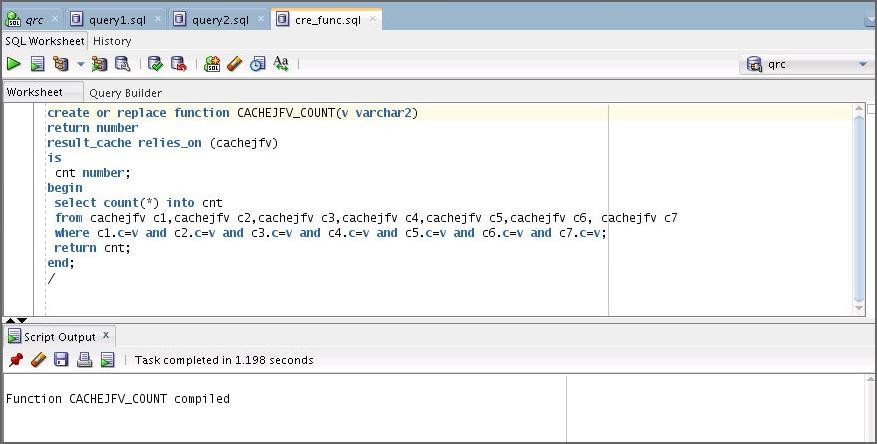 qrc query1.sql query2.sql cre_func.sql
SQL Worksheet History
qrc
Worksheet Query Builder
create or replace function CACHEJFV_COUNT(v varchar2)
return number
result_cache relies_on (cachejfv)
is
cnt number;
begin
select count(*) into cnt
from cachejfv c1,cachejfv c2,cachejfv c3,cachejfv c4,cachejfv c5,cachejfv c6, cachejfv c7
where c1.c=v and c2.c=v and c3.c=v and c4.c=v and c5.c=v and c6.c=v and c7.c=v;
return cnt;
end;
/
Script Output x
Task completed in 1.198 seconds
Function CACHEJFV_COUNT compiled